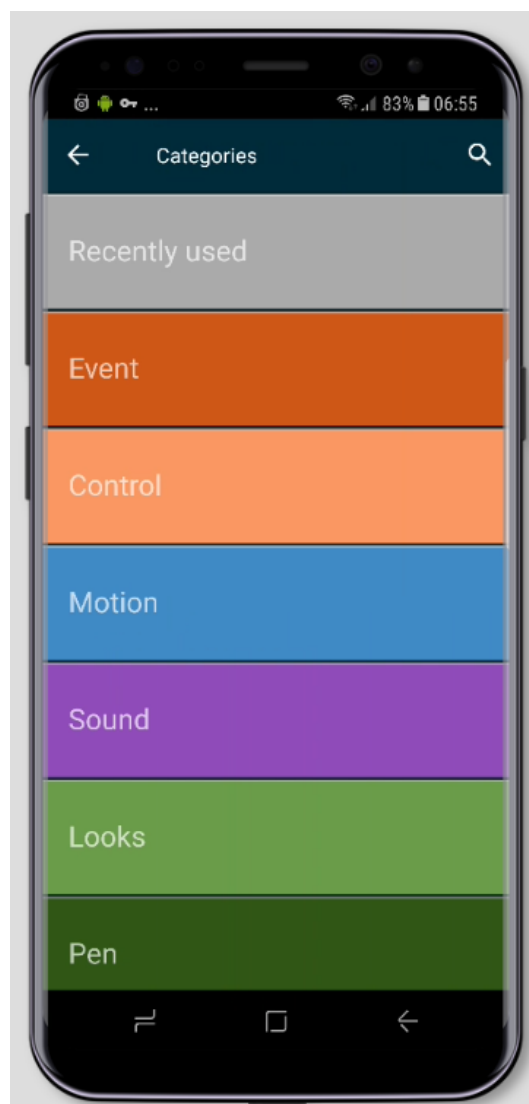 ... 83% 06:55
Categories
Recently used
Event
Control
Motion
Sound
Looks
Pen